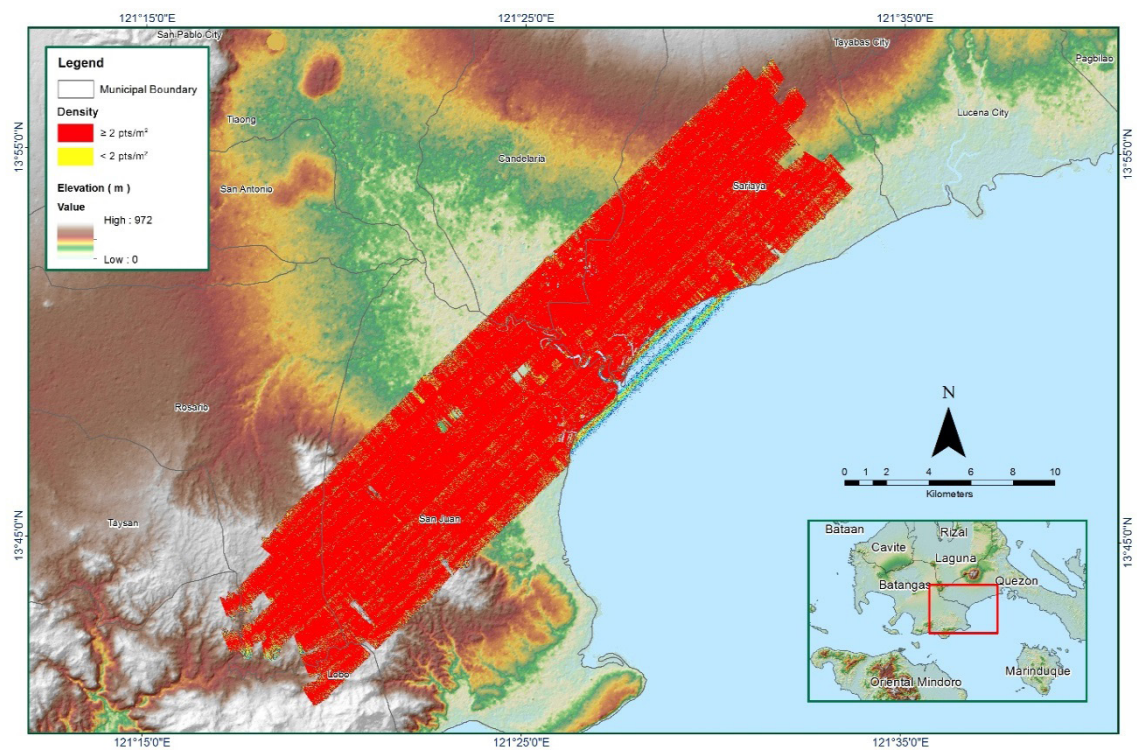 121°15'0"E
121°25'0"E
121°35'0"E
San Pablo City
Tayabas City
Pagbilao
Legend
Municipal Boundary
Density
≥ 2 pts/m²
< 2 pts/m²
Elevation ( m )
Value
High : 972
Low : 0
Tiaong
Lucena City
13°55'0"N
13°55'0"N
Candelaria
San Antonio
Sariaya
Rosario
N
0 1 2 4 6 8 10
Kilometers
Taysan
San Juan
13°45'0"N
13°45'0"N
Lobo
Bataan
Rizal
Cavite
Laguna
Batangas
Quezon
Marinduque
Oriental Mindoro
121°15'0"E
121°25'0"E
121°35'0"E